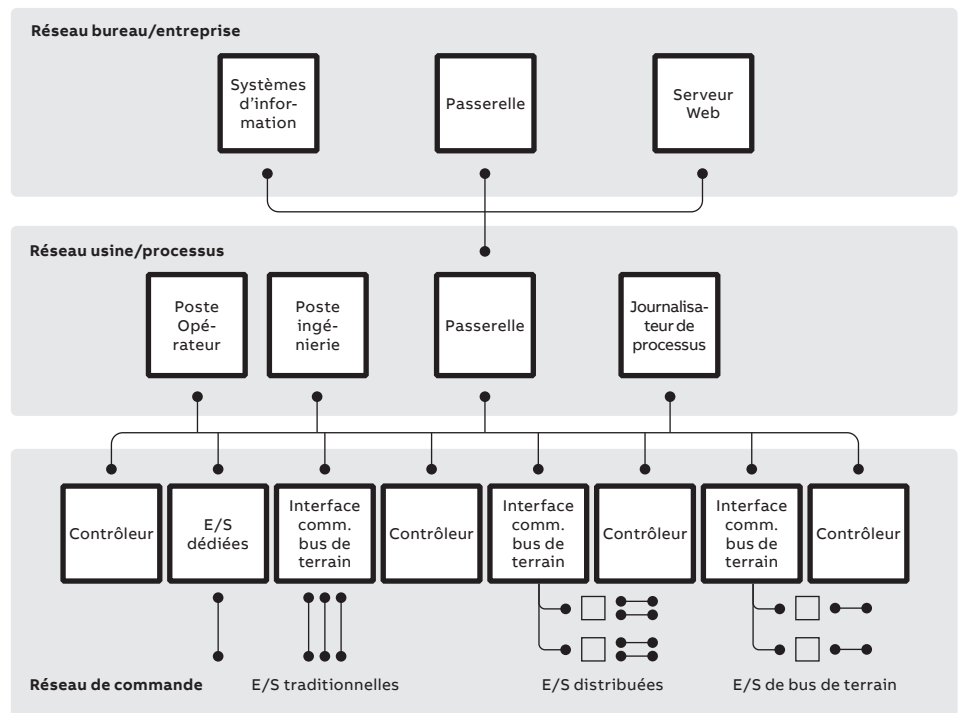 Réseau bureau/entreprise
Systèmes
d'infor-
mation
Passerelle
Serveur
Web
Réseau usine/processus
Poste
Opé-
rateur
Poste
ingé-
nierie
Passerelle
Journalisa-
teur de
processus
Contrôleur
E/S
dédiées
Interface
comm.
bus de
terrain
Contrôleur
Interface
comm.
bus de
terrain
Contrôleur
Interface
comm.
bus de
terrain
Contrôleur
Réseau de commande
E/S traditionnelles
E/S distribuées
E/S de bus de terrain